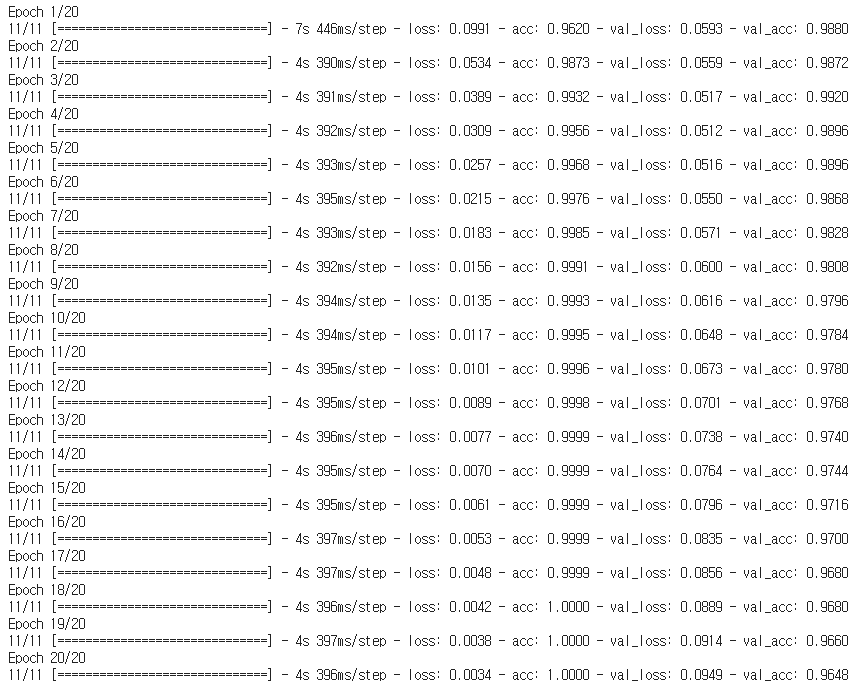 Epoch 1/20
11/11 [==============================] - 7s 446ms/step - loss: 0.0991 - acc: 0.9620 - val_loss: 0.0593 - val_acc: 0.9880
Epoch 2/20
11/11 [==============================] - 4s 390ms/step - loss: 0.0534 - acc: 0.9873 - val_loss: 0.0559 - val_acc: 0.9872
Epoch 3/20
11/11 [==============================] - 4s 391ms/step - loss: 0.0389 - acc: 0.9932 - val_loss: 0.0517 - val_acc: 0.9920
Epoch 4/20
11/11 [==============================] - 4s 392ms/step - loss: 0.0309 - acc: 0.9956 - val_loss: 0.0512 - val_acc: 0.9896
Epoch 5/20
11/11 [==============================] - 4s 393ms/step - loss: 0.0257 - acc: 0.9968 - val_loss: 0.0516 - val_acc: 0.9896
Epoch 6/20
11/11 [==============================] - 4s 395ms/step - loss: 0.0215 - acc: 0.9976 - val_loss: 0.0550 - val_acc: 0.9868
Epoch 7/20
11/11 [==============================] - 4s 393ms/step - loss: 0.0183 - acc: 0.9985 - val_loss: 0.0571 - val_acc: 0.9828
Epoch 8/20
11/11 [==============================] - 4s 392ms/step - loss: 0.0156 - acc: 0.9991 - val_loss: 0.0600 - val_acc: 0.9808
Epoch 9/20
11/11 [==============================] - 4s 394ms/step - loss: 0.0135 - acc: 0.9993 - val_loss: 0.0616 - val_acc: 0.9796
Epoch 10/20
11/11 [==============================] - 4s 394ms/step - loss: 0.0117 - acc: 0.9995 - val_loss: 0.0648 - val_acc: 0.9784
Epoch 11/20
11/11 [==============================] - 4s 395ms/step - loss: 0.0101 - acc: 0.9996 - val_loss: 0.0673 - val_acc: 0.9780
Epoch 12/20
11/11 [==============================] - 4s 395ms/step - loss: 0.0089 - acc: 0.9998 - val_loss: 0.0701 - val_acc: 0.9768
Epoch 13/20
11/11 [==============================] - 4s 396ms/step - loss: 0.0077 - acc: 0.9999 - val_loss: 0.0738 - val_acc: 0.9740
Epoch 14/20
11/11 [==============================] - 4s 395ms/step - loss: 0.0070 - acc: 0.9999 - val_loss: 0.0764 - val_acc: 0.9744
Epoch 15/20
11/11 [==============================] - 4s 395ms/step - loss: 0.0061 - acc: 0.9999 - val_loss: 0.0796 - val_acc: 0.9716
Epoch 16/20
11/11 [==============================] - 4s 397ms/step - loss: 0.0053 - acc: 0.9999 - val_loss: 0.0835 - val_acc: 0.9700
Epoch 17/20
11/11 [==============================] - 4s 397ms/step - loss: 0.0048 - acc: 0.9999 - val_loss: 0.0856 - val_acc: 0.9680
Epoch 18/20
11/11 [==============================] - 4s 396ms/step - loss: 0.0042 - acc: 1.0000 - val_loss: 0.0889 - val_acc: 0.9680
Epoch 19/20
11/11 [==============================] - 4s 397ms/step - loss: 0.0038 - acc: 1.0000 - val_loss: 0.0914 - val_acc: 0.9660
Epoch 20/20
11/11 [==============================] - 4s 396ms/step - loss: 0.0034 - acc: 1.0000 - val_loss: 0.0949 - val_acc: 0.9648